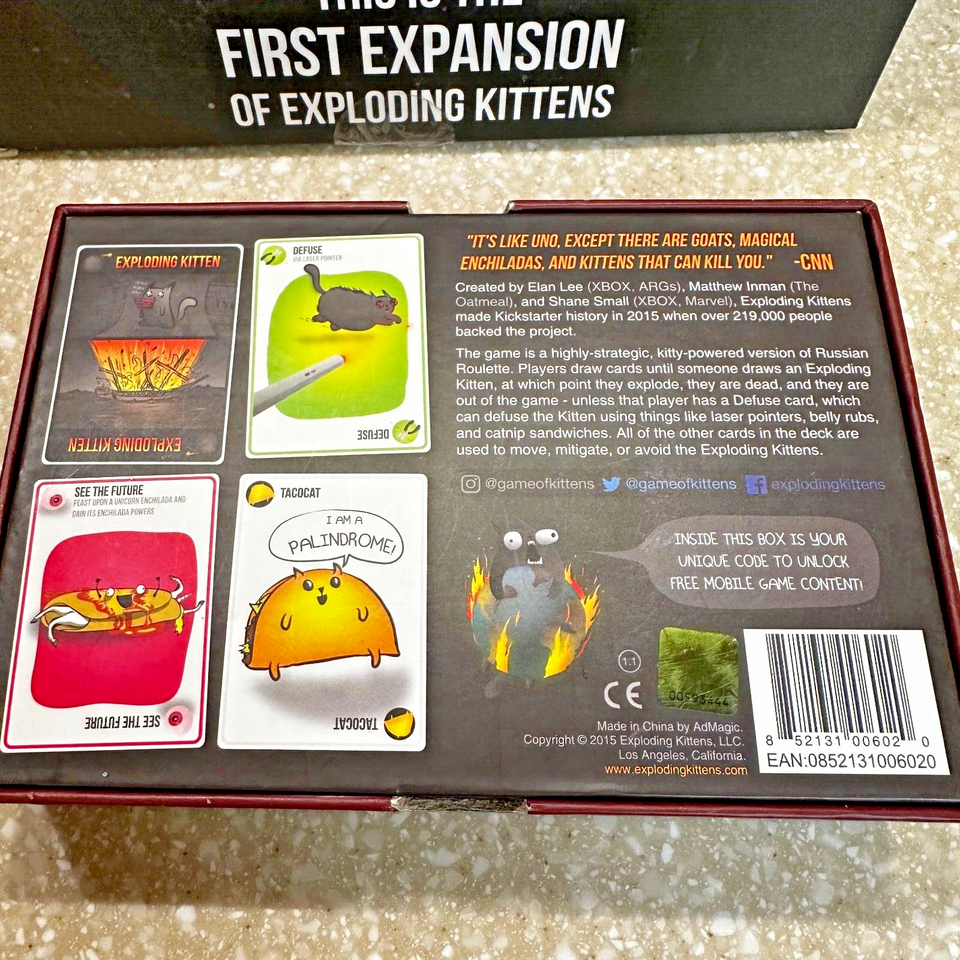 THIS IS THE
FIRST EXPANSION
OF EXPLODING KITTENS
EXPLODING KITTEN
EXPLODING KITTEN
DEFUSE
VIA LASER POINTER
DEFUSE
SEE THE FUTURE
FEAST UPON A UNICORN ENCHILADA AND
GAIN ITS ENCHILADA POWERS
SEE THE FUTURE
TACOCAT
I AM A
PALINDROME!
TACOCAT
"IT'S LIKE UNO, EXCEPT THERE ARE GOATS, MAGICAL
ENCHILADAS, AND KITTENS THAT CAN KILL YOU." -CNN
Created by Elan Lee (XBOX, ARGs), Matthew Inman (The
Oatmeal), and Shane Small (XBOX, Marvel), Exploding Kittens
made Kickstarter history in 2015 when over 219,000 people
backed the project.
The game is a highly-strategic, kitty-powered version of Russian
Roulette. Players draw cards until someone draws an Exploding
Kitten, at which point they explode, they are dead, and they are
out of the game - unless that player has a Defuse card, which
can defuse the Kitten using things like laser pointers, belly rubs,
and catnip sandwiches. All of the other cards in the deck are
used to move, mitigate, or avoid the Exploding Kittens.
@gameofkittens @gameofkittens explodingkittens
INSIDE THIS BOX IS YOUR
UNIQUE CODE TO UNLOCK
FREE MOBILE GAME CONTENT!
1.1
CE
Made in China by AdMagic.
Copyright © 2015 Exploding Kittens, LLC.
Los Angeles, California.
www.explodingkittens.com
8 52131 00602 0
EAN:0852131006020